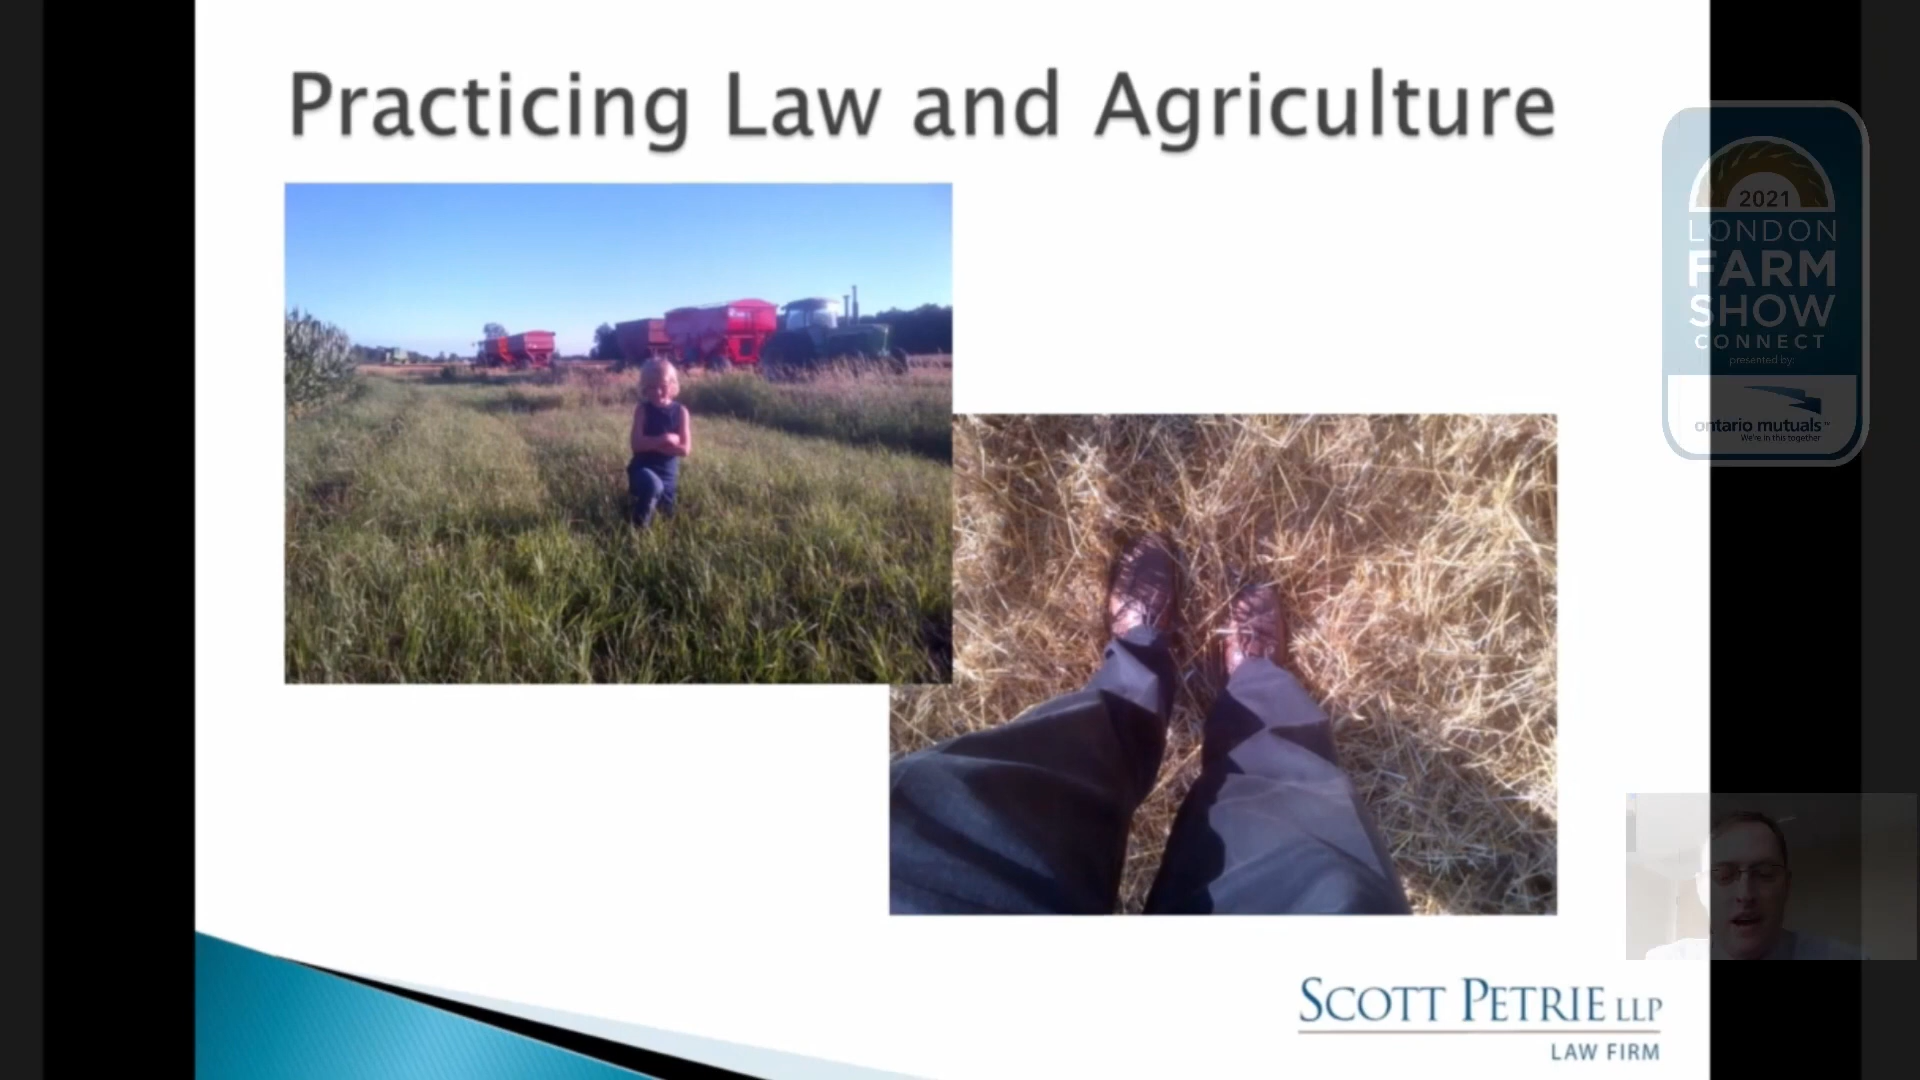 Practicing Law and Agriculture
2021
LONDON
FARM
SHOW
CONNECT
presented by:
ontario mutuals™
We're in this together
SCOTT PETRIE LLP
LAW FIRM